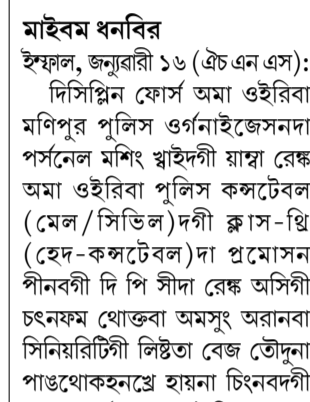 মাইবম ধনবির
ইম্ফাল, জনুৱারী ১৬ (ঐচ এন এস):
দিসিপ্লিন ফোর্স অমা ওইরিবা
মণিপুর পুলিস ওর্গনাইজেসনদা
পর্সনেল মশিং খ্বাইদগী য়াম্বা রেঙ্ক
অমা ওইরিবা পুলিস কন্সটেবল
(মেল/সিভিল)দগী ক্লাস-থ্রি
(হেদ-কন্সটেবল)দা প্রমোসন
পীনবগী দি পি সীদা রেঙ্ক অসিগী
চৎনফম থোক্তবা অমসুং অরানবা
সিনিয়রিটিগী লিষ্টতা বেজ তৌদুনা
পাঙথোকহনখ্রে হায়না চিংনবদগী